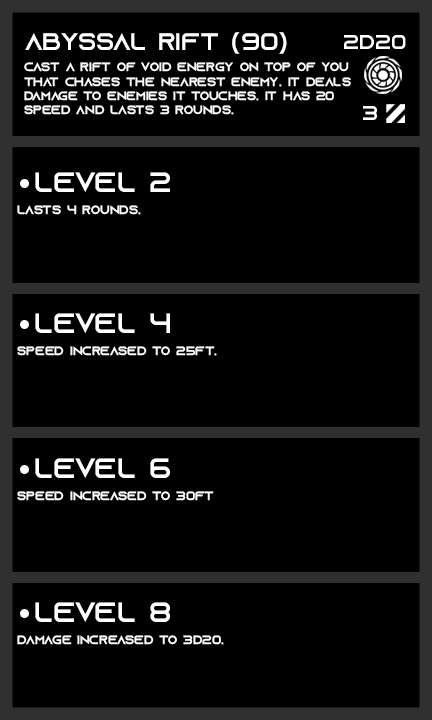 ABYSSAL RIFT (90) 2D20
CAST A RIFT OF VOID ENERGY ON TOP OF YOU
THAT CHASES THE NEAREST ENEMY. IT DEALS
DAMAGE TO ENEMIES IT TOUCHES. IT HAS 20
SPEED AND LASTS 3 ROUNDS.
3
•LEVEL 2
LASTS 4 ROUNDS.
•LEVEL 4
SPEED INCREASED TO 25FT.
•LEVEL 6
SPEED INCREASED TO 30FT
•LEVEL 8
DAMAGE INCREASED TO 3D20.